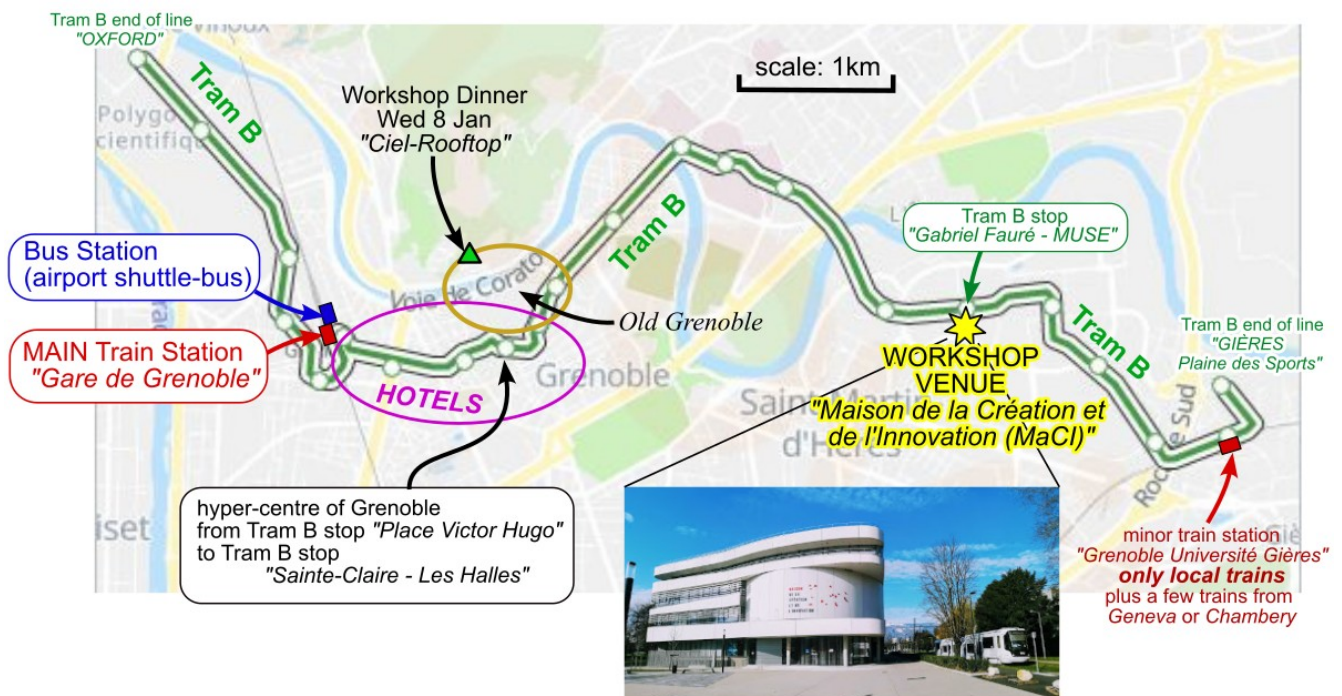 Tram B end of line
"OXFORD"
Tram B
Polygo
cientifiqu
scale: 1km
Workshop Dinner
Wed 8 Jan
"Ciel-Rooftop"
Tram B
Tram B stop
"Gabriel Fauré - MUSE"
Bus Station
(airport shuttle-bus)
Voie de Corato
Old Grenoble
MAIN Train Station
"Gare de Grenoble"
HOTELS
Grenoble
Tram B
Tram B end of line
"GIÈRES
Plaine des Sports"
WORKSHOP
VENUE
"Maison de la Création et
de l'Innovation (MaCI)"
Saint-Martin
d'Hères
hyper-centre of Grenoble
from Tram B stop "Place Victor Hugo"
to Tram B stop
"Sainte-Claire - Les Halles"
iset
minor train station
"Grenoble Université Gières"
only local trains
plus a few trains from
Geneva or Chambery